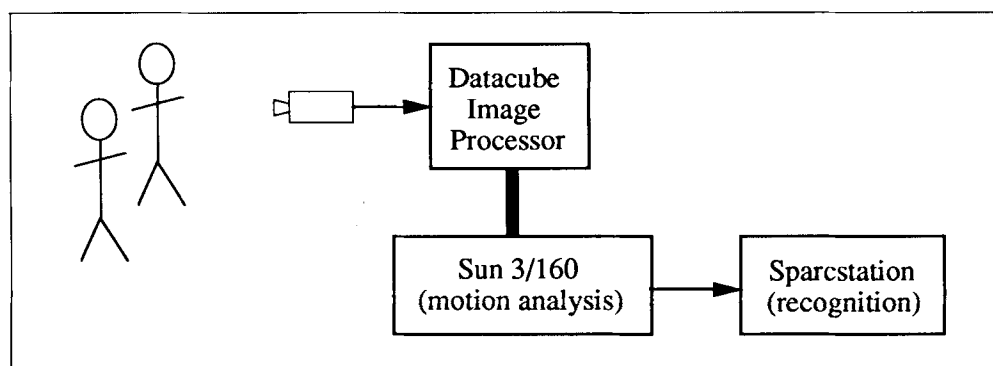 Datacube
Image
Processor
Sun 3/160
(motion analysis)
Sparcstation
(recognition)